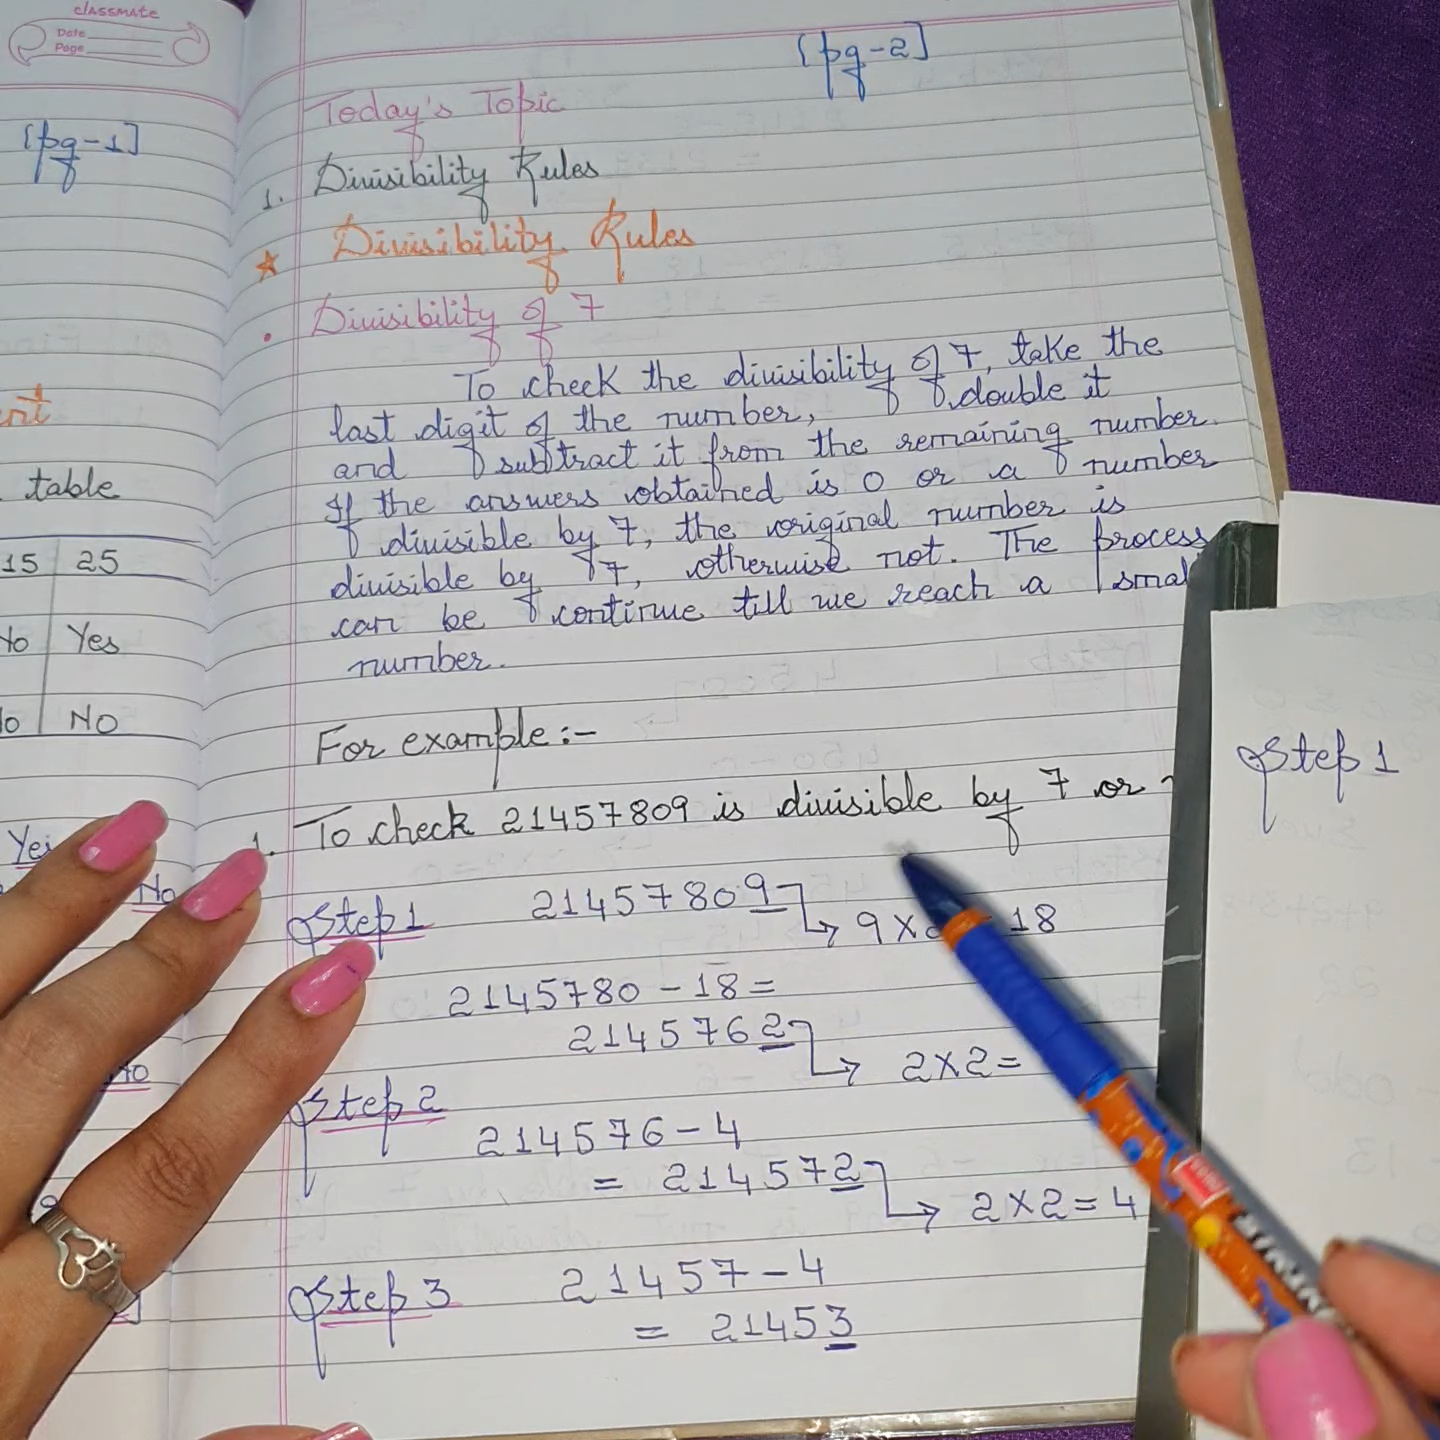 classmate
Date
Page
[pg-1]
table
15 25
No Yes
No NO
Yes
No
[pg-2]
Today's Topic
1. Divisibility Rules
Divisibility Rules
Divisibility of 7
To check the divisibility of 7, take the
last digit of the number, double it
and subtract it from the remaining number.
If the answers obtained is 0 or a number
divisible by 7, the original number is
divisible by 7, otherwise not. The process
can be continue till we reach a small
number.
For example:-
1. To check 21457809 is divisible by 7 or
Step 1 21457809 → 9 X 18
2145780 - 18 =
2145762 → 2X2=
Step 2
214576 - 4
= 214572 → 2 X 2 = 4
Step 3 21457 - 4
= 21453
Step 1